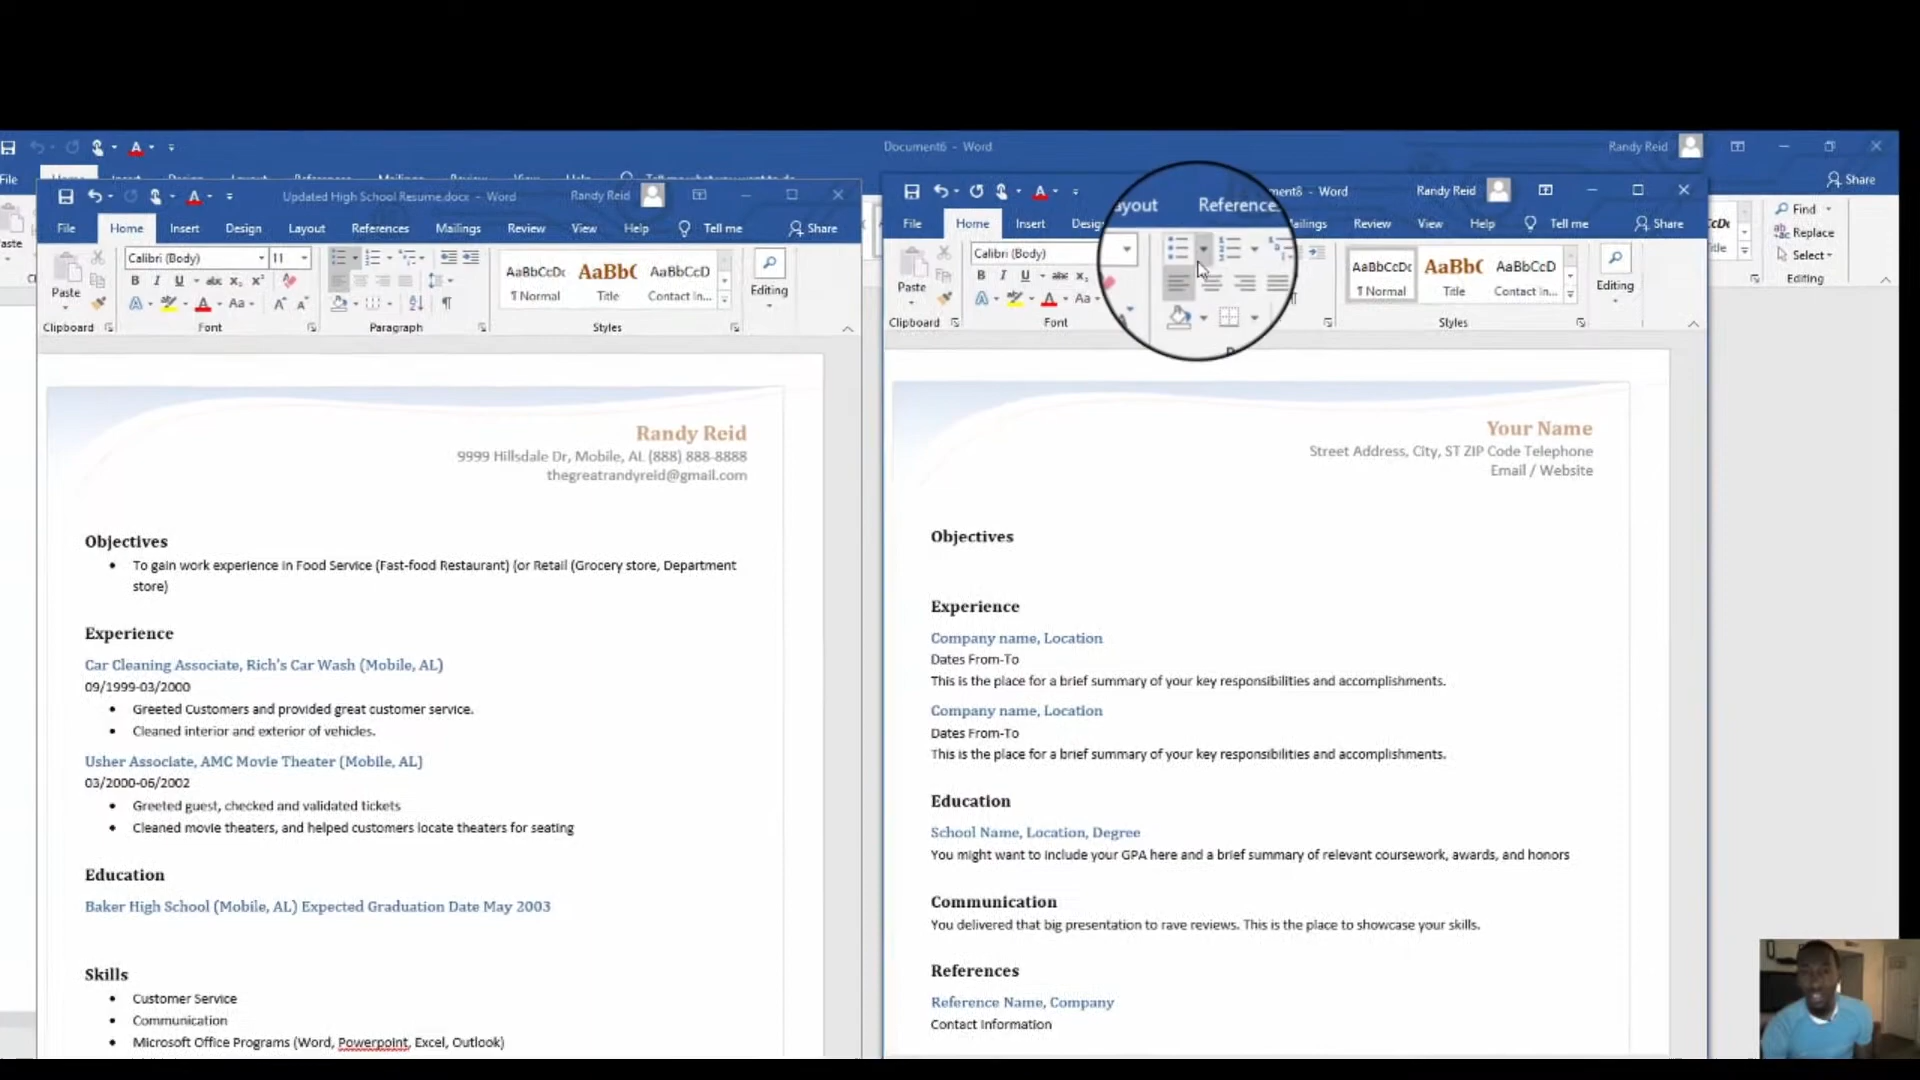 Document6 - Word
Randy Reid
File
Share
Updated High School Resume.docx - Word
Randy Reid
File
Home
Insert
Design
Layout
References
Mailings
Review
View
Help
Tell me
Share
Paste
Calibri (Body)
11
AaBbCcDc
AaBb(
AaBbCcD
¶ Normal
Title
Contact in...
Editing
Clipboard
Font
Paragraph
Styles
Randy Reid
9999 Hillsdale Dr, Mobile, AL (888) 888-8888
thegreatrandyreid@gmail.com
Objectives
• To gain work experience in Food Service (Fast-food Restaurant) (or Retail (Grocery store, Department
store)
Experience
Car Cleaning Associate, Rich's Car Wash (Mobile, AL)
09/1999-03/2000
• Greeted Customers and provided great customer service.
• Cleaned interior and exterior of vehicles.
Usher Associate, AMC Movie Theater (Mobile, AL)
03/2000-06/2002
• Greeted guest, checked and validated tickets
• Cleaned movie theaters, and helped customers locate theaters for seating
Education
Baker High School (Mobile, AL) Expected Graduation Date May 2003
Skills
• Customer Service
• Communication
• Microsoft Office Programs (Word, Powerpoint, Excel, Outlook)
ment8 - Word
Randy Reid
File
Home
Insert
Desig
ayout
Reference
Mailings
Review
View
Help
Tell me
Share
Paste
Calibri (Body)
AaBbCcDc
AaBb(
AaBbCcD
¶ Normal
Title
Contact in...
Editing
Clipboard
Font
Styles
Find
Replace
Select
Editing
Your Name
Street Address, City, ST ZIP Code Telephone
Email / Website
Objectives
Experience
Company name, Location
Dates From-To
This is the place for a brief summary of your key responsibilities and accomplishments.
Company name, Location
Dates From-To
This is the place for a brief summary of your key responsibilities and accomplishments.
Education
School Name, Location, Degree
You might want to include your GPA here and a brief summary of relevant coursework, awards, and honors
Communication
You delivered that big presentation to rave reviews. This is the place to showcase your skills.
References
Reference Name, Company
Contact Information